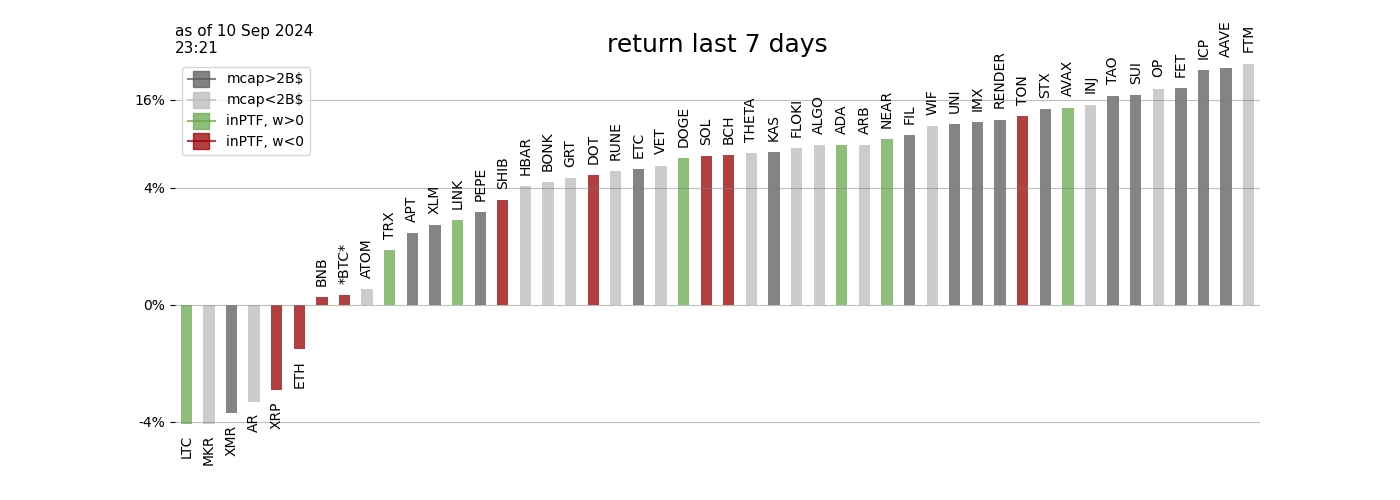 as of 10 Sep 2024
23:21
return last 7 days
mcap>2B$
mcap<2B$
inPTF, w>0
inPTF, w<0
16%
4%
0%
-4%
LTC
MKR
XMR
AR
XRP
ETH
BNB
*BTC*
ATOM
TRX
APT
XLM
LINK
PEPE
SHIB
HBAR
BONK
GRT
DOT
RUNE
ETC
VET
DOGE
SOL
BCH
THETA
KAS
FLOKI
ALGO
ADA
ARB
NEAR
FIL
WIF
UNI
IMX
RENDER
TON
STX
AVAX
INJ
TAO
SUI
OP
FET
ICP
AAVE
FTM